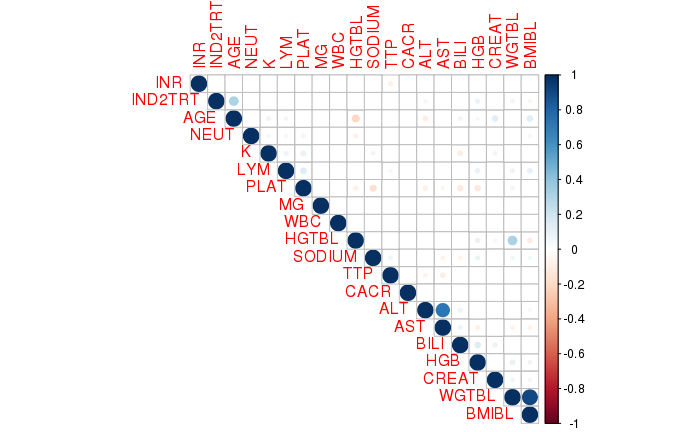 INR
IND2TRT
AGE
NEUT
K
LYM
PLAT
MG
WBC
HGTBL
SODIUM
TTP
CACR
ALT
AST
BILI
HGB
CREAT
WGTBL
BMIBL
INR
IND2TRT
AGE
NEUT
K
LYM
PLAT
MG
WBC
HGTBL
SODIUM
TTP
CACR
ALT
AST
BILI
HGB
CREAT
WGTBL
BMIBL
1
0.8
0.6
0.4
0.2
0
-0.2
-0.4
-0.6
-0.8
-1